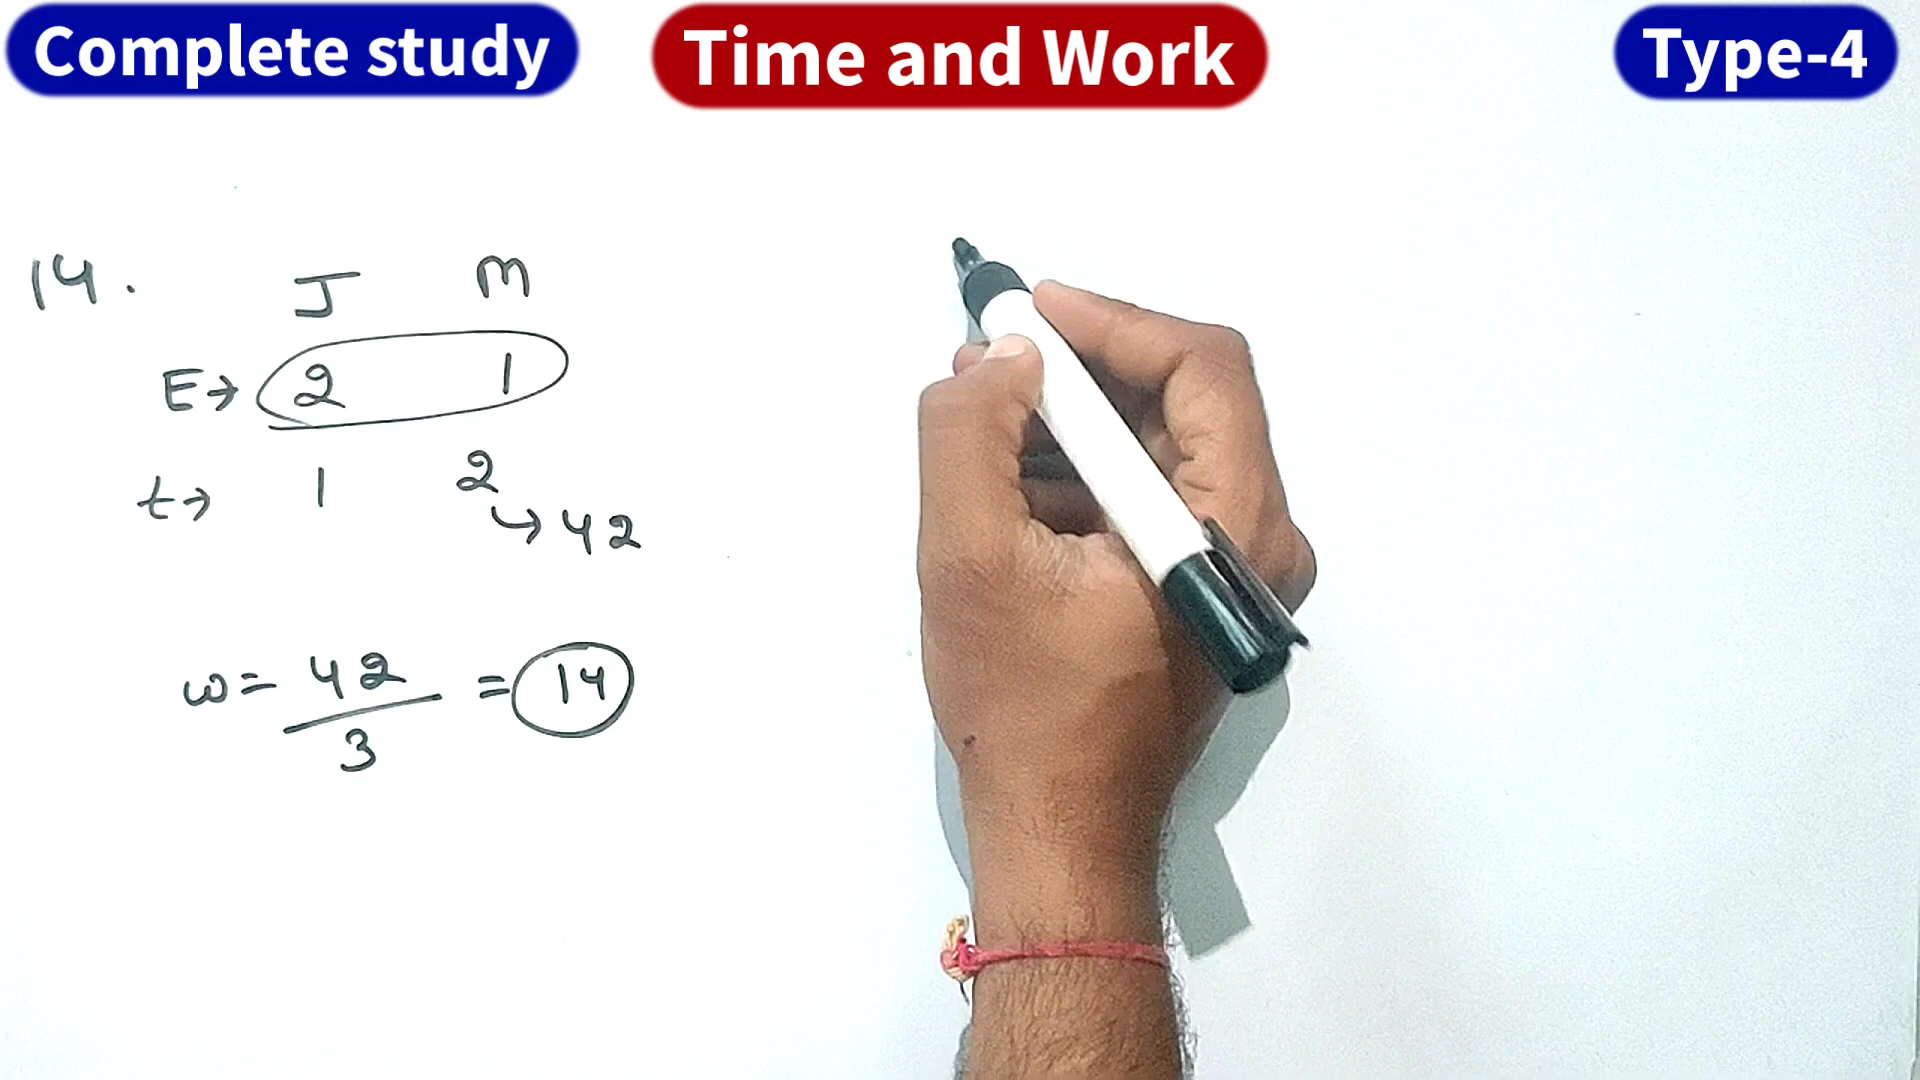 Complete study
Time and Work
Type-4
14. J M
E→ 2 1
t→ 1 2
↳ 42
w = 42/3 = 14